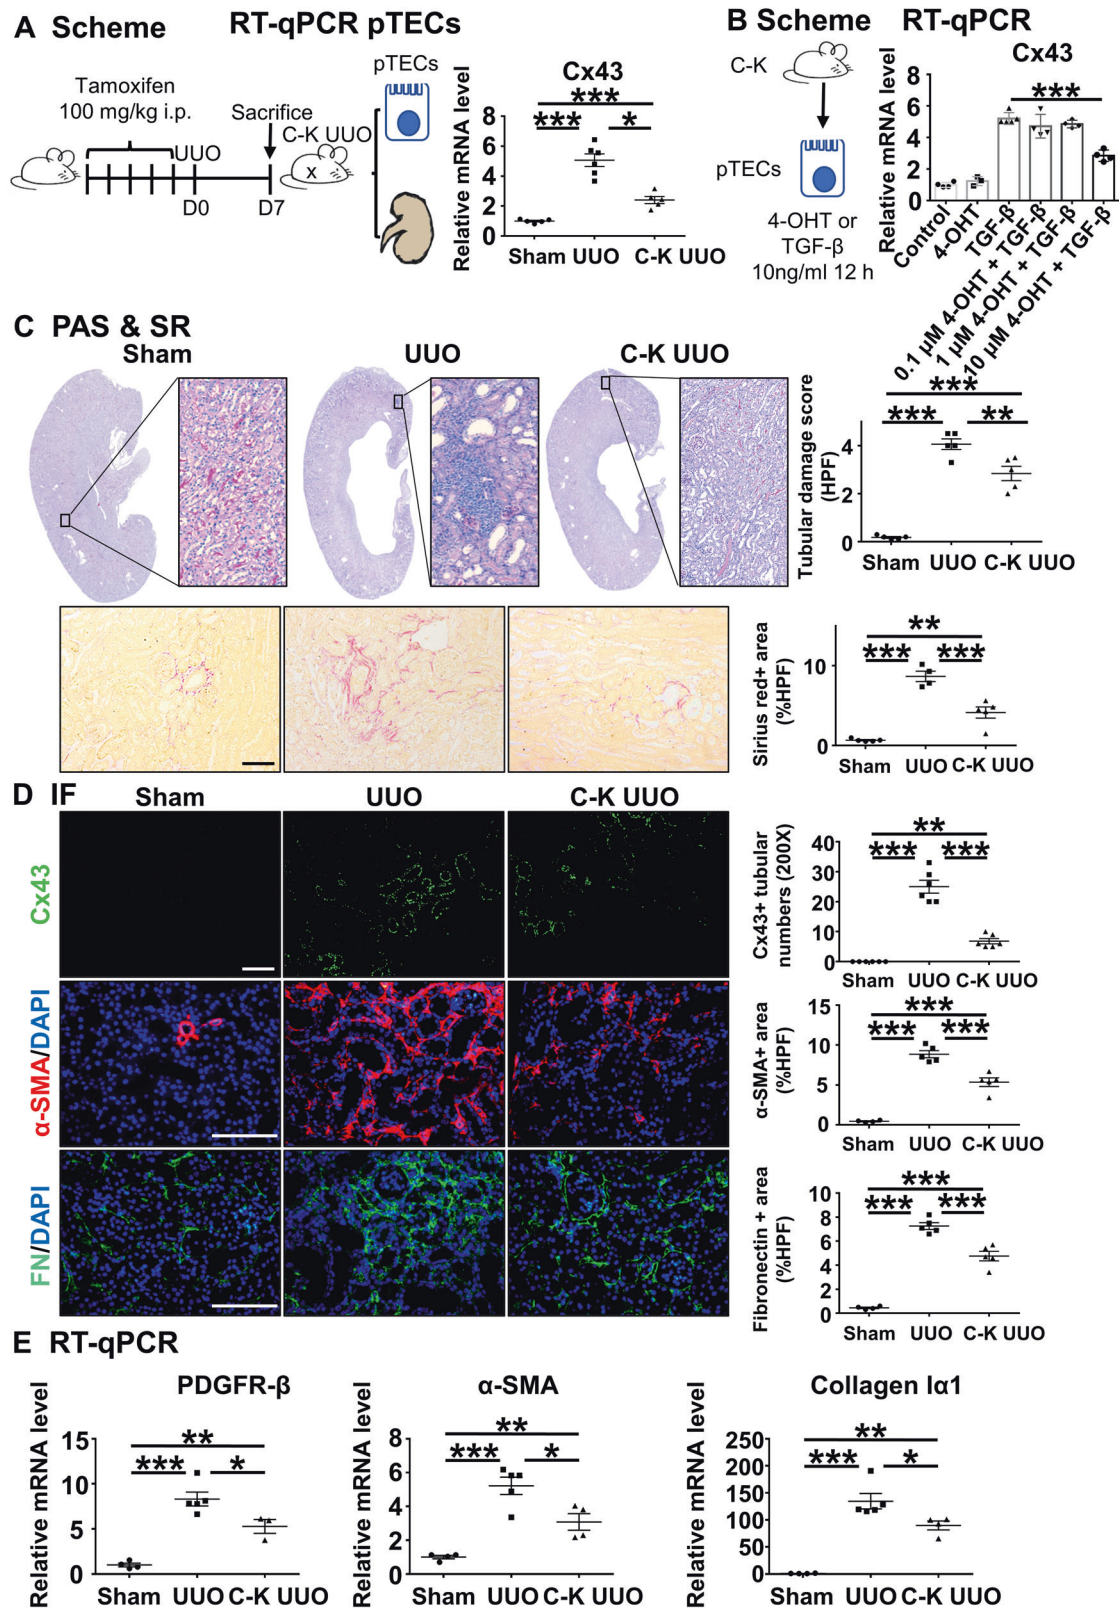 A Scheme
RT-qPCR pTECs
Tamoxifen
100 mg/kg i.p.
Sacrifice
UUO
C-K UUO
D0
D7
x
pTECs
Cx43
Relative mRNA level
8
6
4
2
0
***
***
*
Sham UUO C-K UUO
B Scheme
RT-qPCR
C-K
pTECs
4-OHT or
TGF-β
10ng/ml 12 h
Cx43
Relative mRNA level
8
6
4
2
0
***
Control
4-OHT
TGF-β
0.1 μM 4-OHT + TGF-β
1 μM 4-OHT + TGF-β
10 μM 4-OHT + TGF-β
C PAS & SR
Sham
UUO
C-K UUO
Tubular damage score
(HPF)
4
2
0
***
***
**
Sham UUO C-K UUO
Sirius red+ area
(%HPF)
10
0
**
***
***
Sham UUO C-K UUO
D IF
Sham
UUO
C-K UUO
Cx43
α-SMA/DAPI
FN/DAPI
Cx43+ tubular
numbers (200X)
40
30
20
10
0
**
***
***
Sham UUO C-K UUO
α-SMA+ area
(%HPF)
15
10
5
0
***
***
***
Sham UUO C-K UUO
Fibronectin + area
(%HPF)
10
8
6
4
2
0
***
***
***
Sham UUO C-K UUO
E RT-qPCR
PDGFR-β
Relative mRNA level
15
10
5
0
**
***
*
Sham UUO C-K UUO
α-SMA
Relative mRNA level
8
6
4
2
0
**
***
*
Sham UUO C-K UUO
Collagen Iα1
Relative mRNA level
250
200
150
100
50
0
**
***
*
Sham UUO C-K UUO